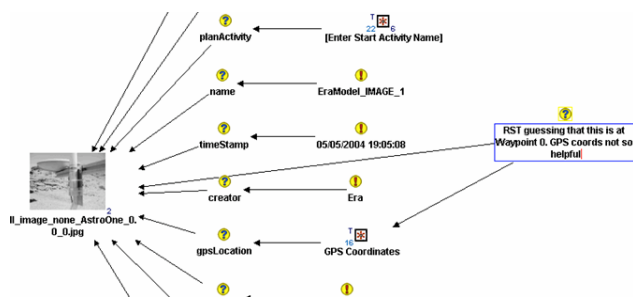 T
22 6
planActivity
[Enter Start Activity Name]
name
EraModel_IMAGE_1
timeStamp
05/05/2004 19:05:08
RST guessing that this is at
Waypoint 0. GPS coords not so
helpful
creator
Era
2
ll_image_none_AstroOne_0.
0_0.jpg
T
16
gpsLocation
GPS Coordinates